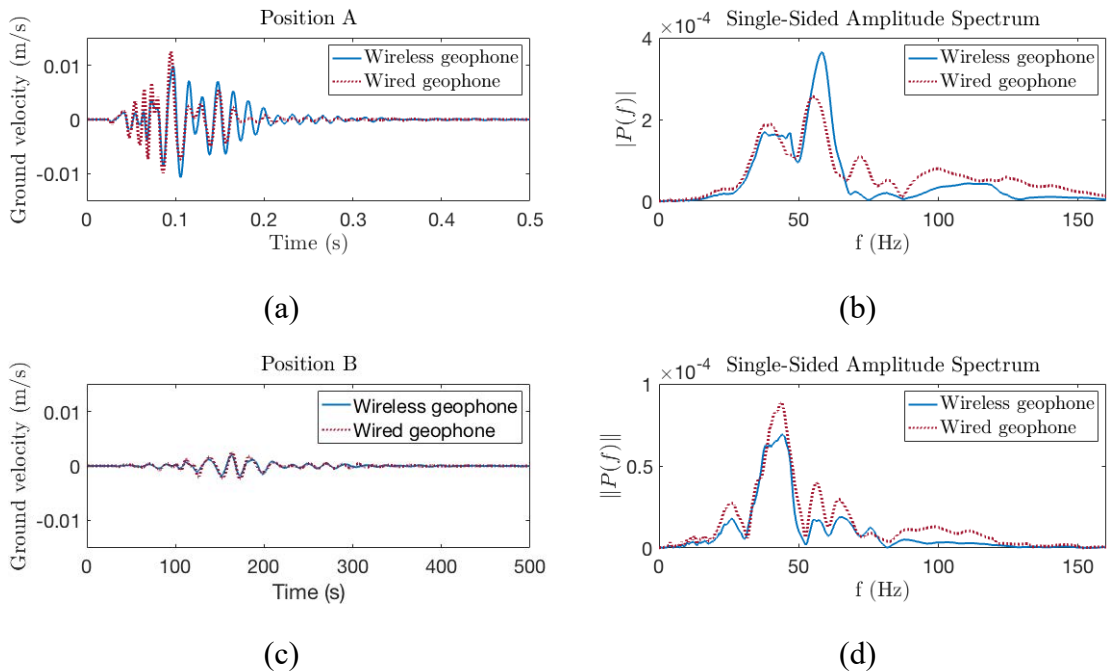 Position A
Ground velocity (m/s)
0.01
0
-0.01
Wireless geophone
Wired geophone
0 0.1 0.2 0.3 0.4 0.5
Time (s)
(a)
Single-Sided Amplitude Spectrum
×10-4
|P(f)|
4
2
0
Wireless geophone
Wired geophone
0 50 100 150
f (Hz)
(b)
Position B
Ground velocity (m/s)
0.01
0
-0.01
Wireless geophone
Wired geophone
0 100 200 300 400 500
Time (s)
(c)
Single-Sided Amplitude Spectrum
×10-4
||P(f)||
1
0.5
0
Wireless geophone
Wired geophone
0 50 100 150
f (Hz)
(d)